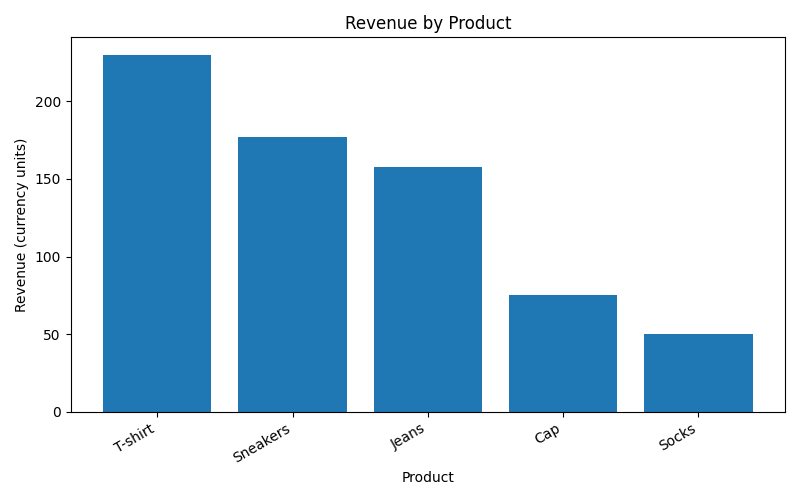 Revenue by Product
Revenue (currency units)
200
150
100
50
0
T-shirt
Sneakers
Jeans
Cap
Socks
Product